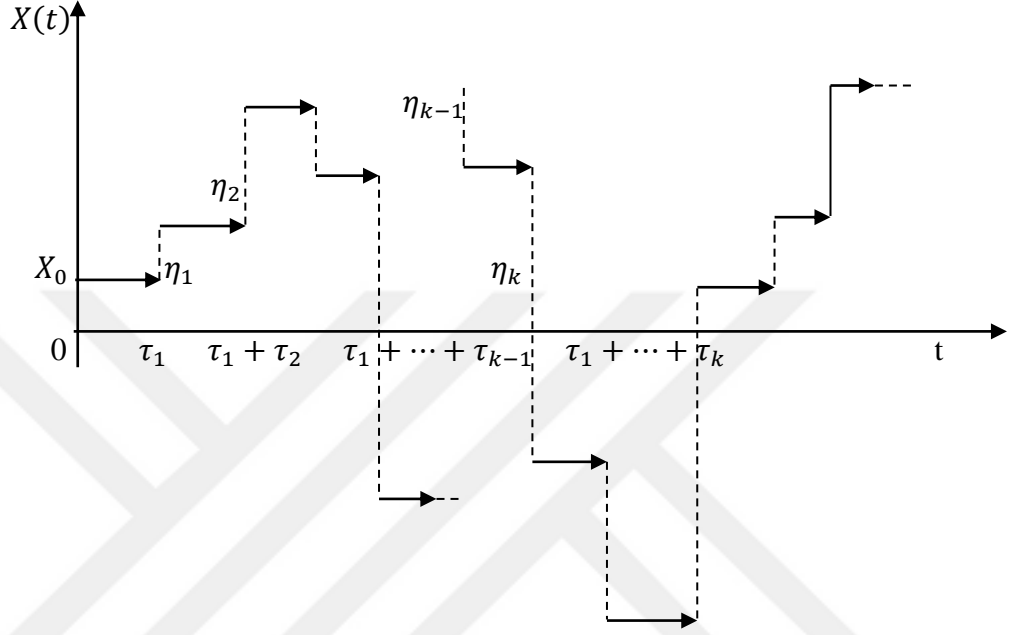 X(t)
η_{k−1}
η_2
X_0
η_1
η_k
0
τ_1
τ_1 + τ_2
τ_1 + ⋯ + τ_{k−1}
τ_1 + ⋯ + τ_k
t